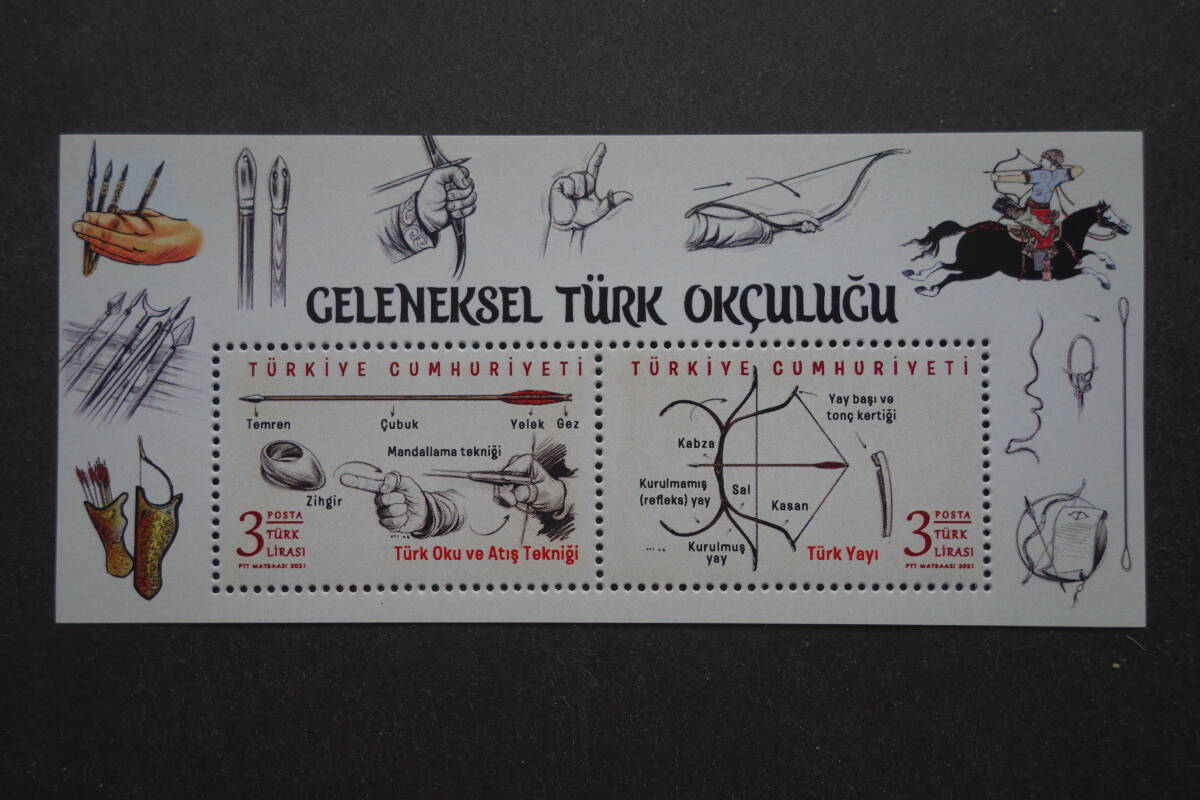 GELENEKSEL TÜRK OKÇULUĞU
TÜRKİYE CUMHURİYETİ
Temren
Çubuk
Yelek
Gez
Mandallama tekniği
Zihgir
3 POSTA
TÜRK
LİRASI
PTT MATBAASI 2021
Türk Oku ve Atış Tekniği
TÜRKİYE CUMHURİYETİ
Yay başı ve
tonç kertiği
Kabza
Kurulmamış
(refleks) yay
Sal
Kasan
Kurulmuş
yay
Türk Yayı
3 POSTA
TÜRK
LİRASI
PTT MATBAASI 2021